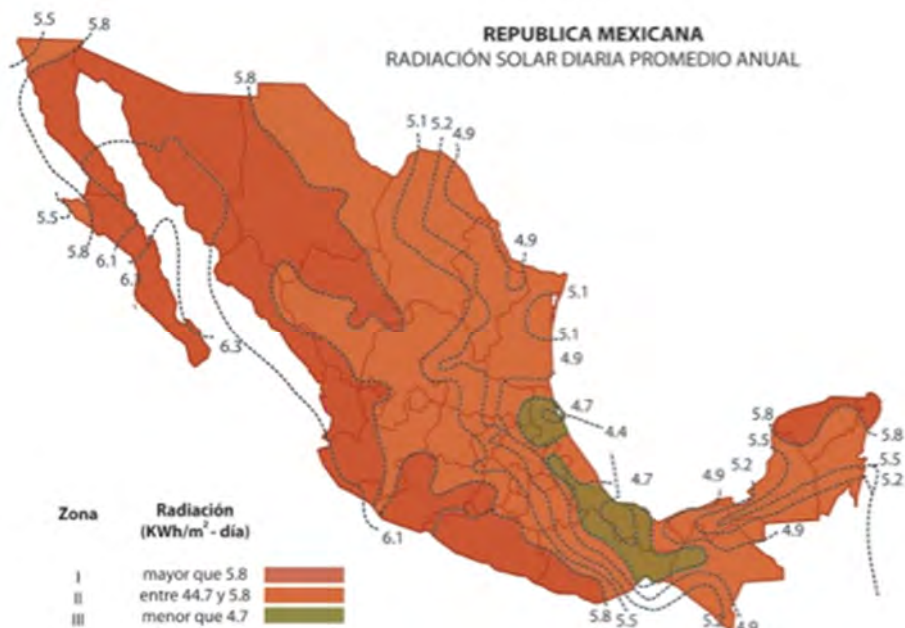 REPUBLICA MEXICANA
RADIACIÓN SOLAR DIARIA PROMEDIO ANUAL
5.5
5.8
5.8
5.1
5.2
4.9
5.5
5.8
6.1
6.3
4.9
5.1
5.1
4.9
4.7
4.4
4.7
6.1
5.8
5.5
4.9
5.2
4.9
5.5
5.8
5.8
5.5
5.2
4.9
Zona
Radiación
(KWh/m² - día)
I
mayor que 5.8
II
entre 44.7 y 5.8
III
menor que 4.7